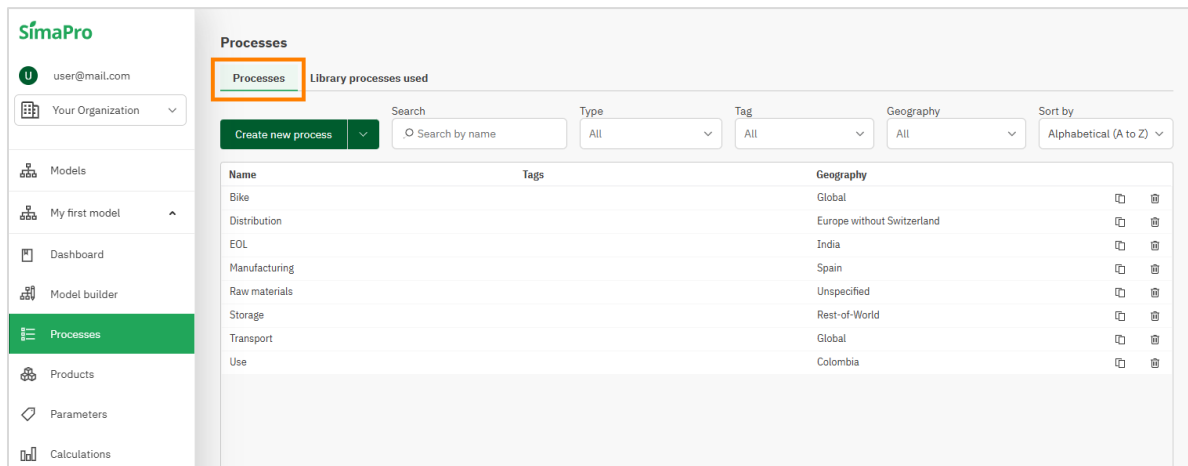 SimaPro
U user@mail.com
Your Organization
Models
My first model
Dashboard
Model builder
Processes
Products
Parameters
Calculations
Processes
Processes Library processes used
Search Type Tag Geography Sort by
Create new process Search by name All All All Alphabetical (A to Z)
Name Tags Geography
Bike Global
Distribution Europe without Switzerland
EOL India
Manufacturing Spain
Raw materials Unspecified
Storage Rest-of-World
Transport Global
Use Colombia